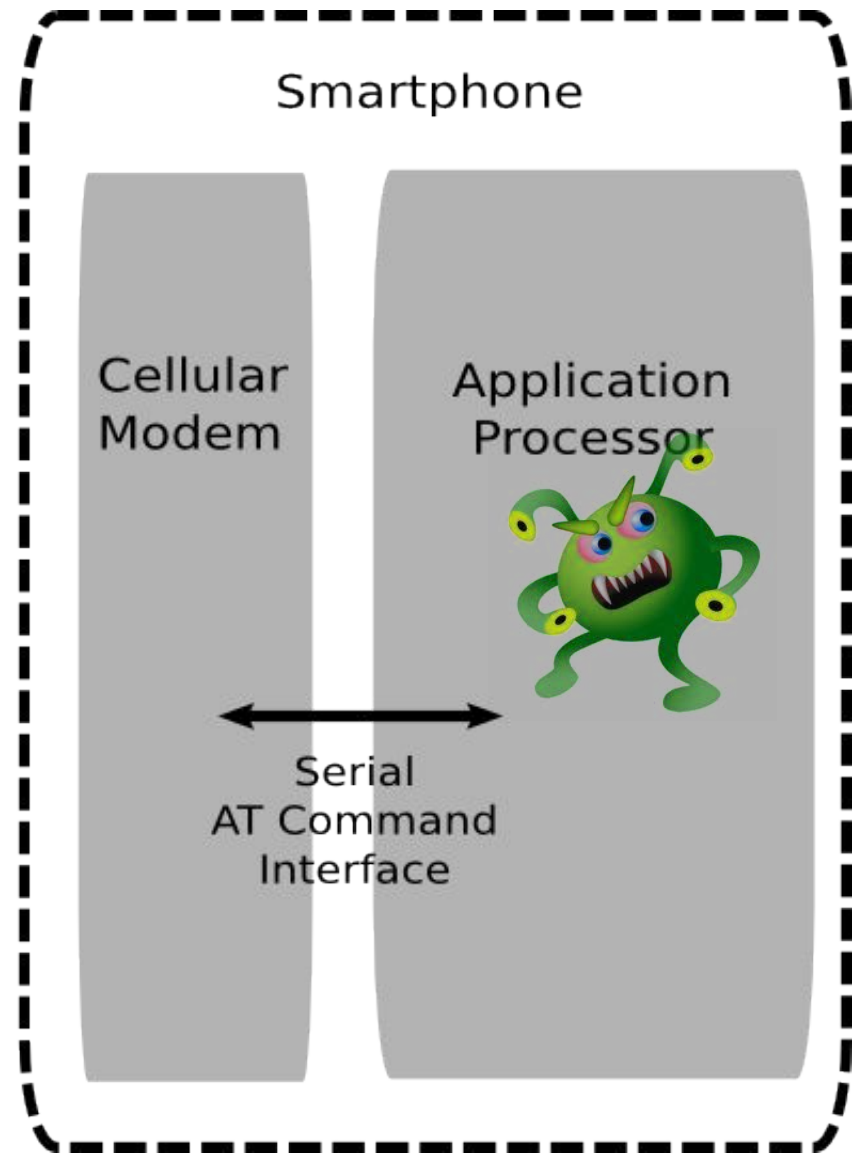 Smartphone
Cellular
Modem
Application
Processor
Serial
AT Command
Interface